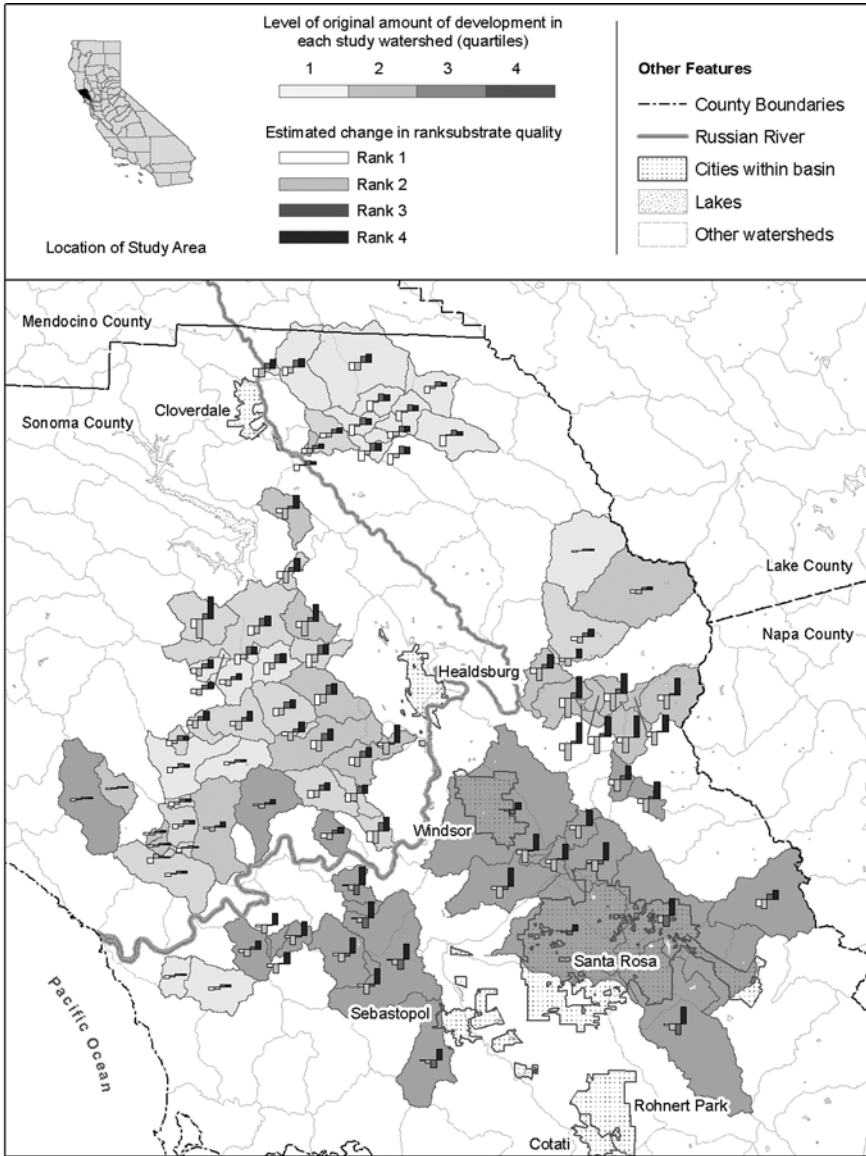 Level of original amount of development in
each study watershed (quartiles)
1 2 3 4
Estimated change in ranksubstrate quality
Rank 1
Rank 2
Rank 3
Rank 4
Location of Study Area
Other Features
County Boundaries
Russian River
Cities within basin
Lakes
Other watersheds
Mendocino County
Cloverdale
Sonoma County
Lake County
Napa County
Healdsburg
Windsor
Santa Rosa
Sebastopol
Pacific Ocean
Rohnert Park
Cotati